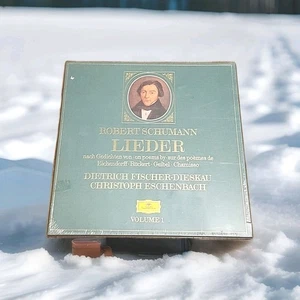 ROBERT SCHUMANN
LIEDER
nach Gedichten von · on poems by · sur des poèmes de
Eichendorff · Rückert · Geibel · Chamisso
DIETRICH FISCHER-DIESKAU
CHRISTOPH ESCHENBACH
VOLUME 1